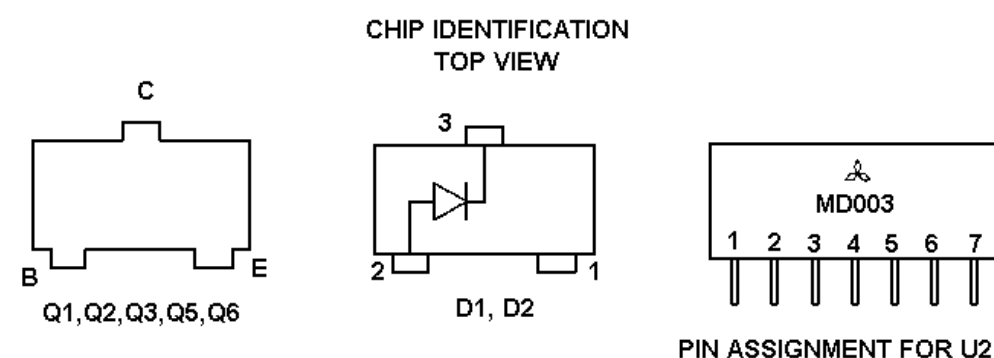 CHIP IDENTIFICATION
TOP VIEW
C
B
E
Q1,Q2,Q3,Q5,Q6
3
2
1
D1, D2
MD003
1 2 3 4 5 6 7
PIN ASSIGNMENT FOR U2